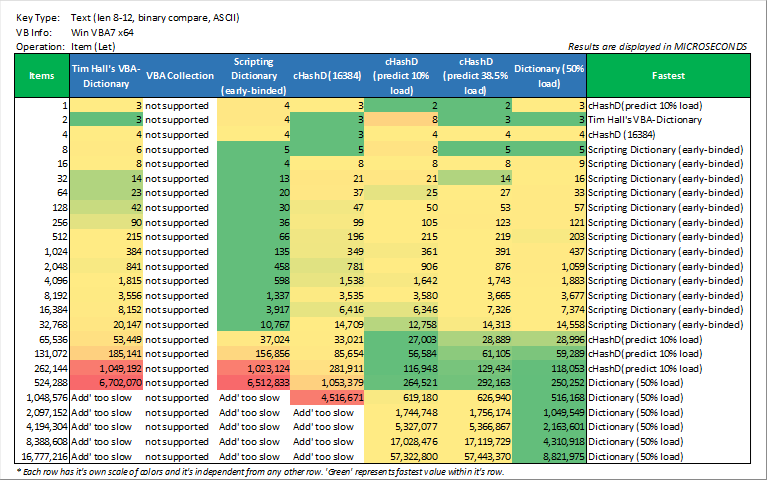 Key Type: Text (len 8-12, binary compare, ASCII)
VB Info: Win VBA7 x64
Operation: Item (Let)
Results are displayed in MICROSECONDS
Items Tim Hall's VBA-Dictionary VBA Collection Scripting Dictionary (early-binded) cHashD (16384) cHashD (predict 10% load) cHashD (predict 38.5% load) Dictionary (50% load) Fastest
1 3 not supported 4 3 2 2 3 cHashD(predict 10% load)
2 3 not supported 4 3 8 3 3 Tim Hall's VBA-Dictionary
4 4 not supported 4 3 4 4 4 cHashD (16384)
8 6 not supported 5 5 8 5 5 Scripting Dictionary (early-binded)
16 8 not supported 4 8 8 8 9 Scripting Dictionary (early-binded)
32 14 not supported 13 21 21 14 16 Scripting Dictionary (early-binded)
64 23 not supported 20 37 25 27 33 Scripting Dictionary (early-binded)
128 42 not supported 30 47 50 53 57 Scripting Dictionary (early-binded)
256 90 not supported 36 99 105 123 121 Scripting Dictionary (early-binded)
512 215 not supported 66 196 215 219 203 Scripting Dictionary (early-binded)
1,024 384 not supported 135 349 361 391 437 Scripting Dictionary (early-binded)
2,048 841 not supported 458 781 906 876 1,059 Scripting Dictionary (early-binded)
4,096 1,815 not supported 598 1,538 1,642 1,743 1,883 Scripting Dictionary (early-binded)
8,192 3,556 not supported 1,337 3,535 3,580 3,665 3,677 Scripting Dictionary (early-binded)
16,384 8,152 not supported 3,917 6,416 6,346 7,326 7,374 Scripting Dictionary (early-binded)
32,768 20,147 not supported 10,767 14,709 12,758 14,313 14,558 Scripting Dictionary (early-binded)
65,536 53,449 not supported 37,024 33,021 27,003 28,889 28,996 cHashD(predict 10% load)
131,072 185,141 not supported 156,856 85,654 56,584 61,105 59,289 cHashD(predict 10% load)
262,144 1,049,192 not supported 1,023,124 281,911 116,948 129,434 118,053 cHashD(predict 10% load)
524,288 6,702,070 not supported 6,512,833 1,053,379 264,521 292,163 250,252 Dictionary (50% load)
1,048,576 Add' too slow not supported Add' too slow 4,516,671 619,180 626,940 516,168 Dictionary (50% load)
2,097,152 Add' too slow not supported Add' too slow Add' too slow 1,744,748 1,756,174 1,049,549 Dictionary (50% load)
4,194,304 Add' too slow not supported Add' too slow Add' too slow 5,327,077 5,366,867 2,163,601 Dictionary (50% load)
8,388,608 Add' too slow not supported Add' too slow Add' too slow 17,028,476 17,119,729 4,310,918 Dictionary (50% load)
16,777,216 Add' too slow not supported Add' too slow Add' too slow 57,322,800 57,443,370 8,821,975 Dictionary (50% load)
* Each row has it's own scale of colors and it's independent from any other row. 'Green' represents fastest value within it's row.